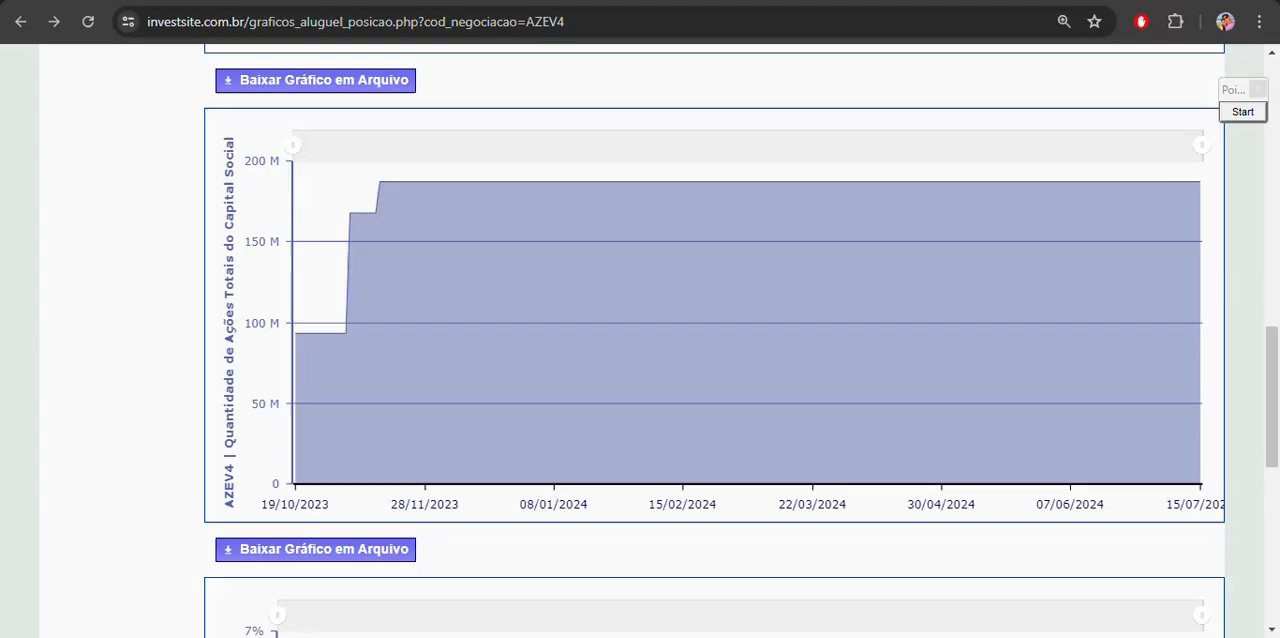 investsite.com.br/graficos_aluguel_posicao.php?cod_negociacao=AZEV4
Baixar Gráfico em Arquivo
Poi...
Start
AZEV4 | Quantidade de Ações Totais do Capital Social
200 M
150 M
100 M
50 M
0
19/10/2023 28/11/2023 08/01/2024 15/02/2024 22/03/2024 30/04/2024 07/06/2024 15/07/202
Baixar Gráfico em Arquivo
7%